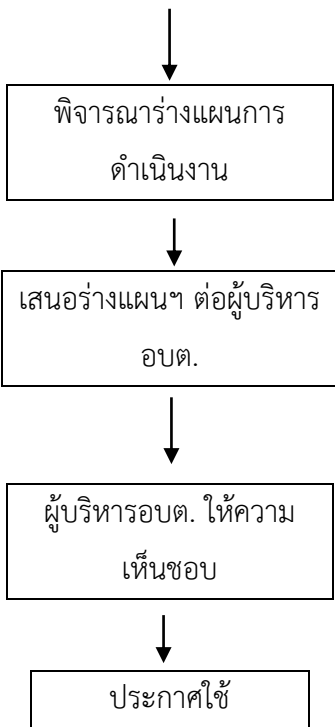 พิจารณาร่างแผนการ
ดำเนินงาน
เสนอร่างแผนฯ ต่อผู้บริหาร
อบต.
ผู้บริหารอบต. ให้ความ
เห็นชอบ
ประกาศใช้